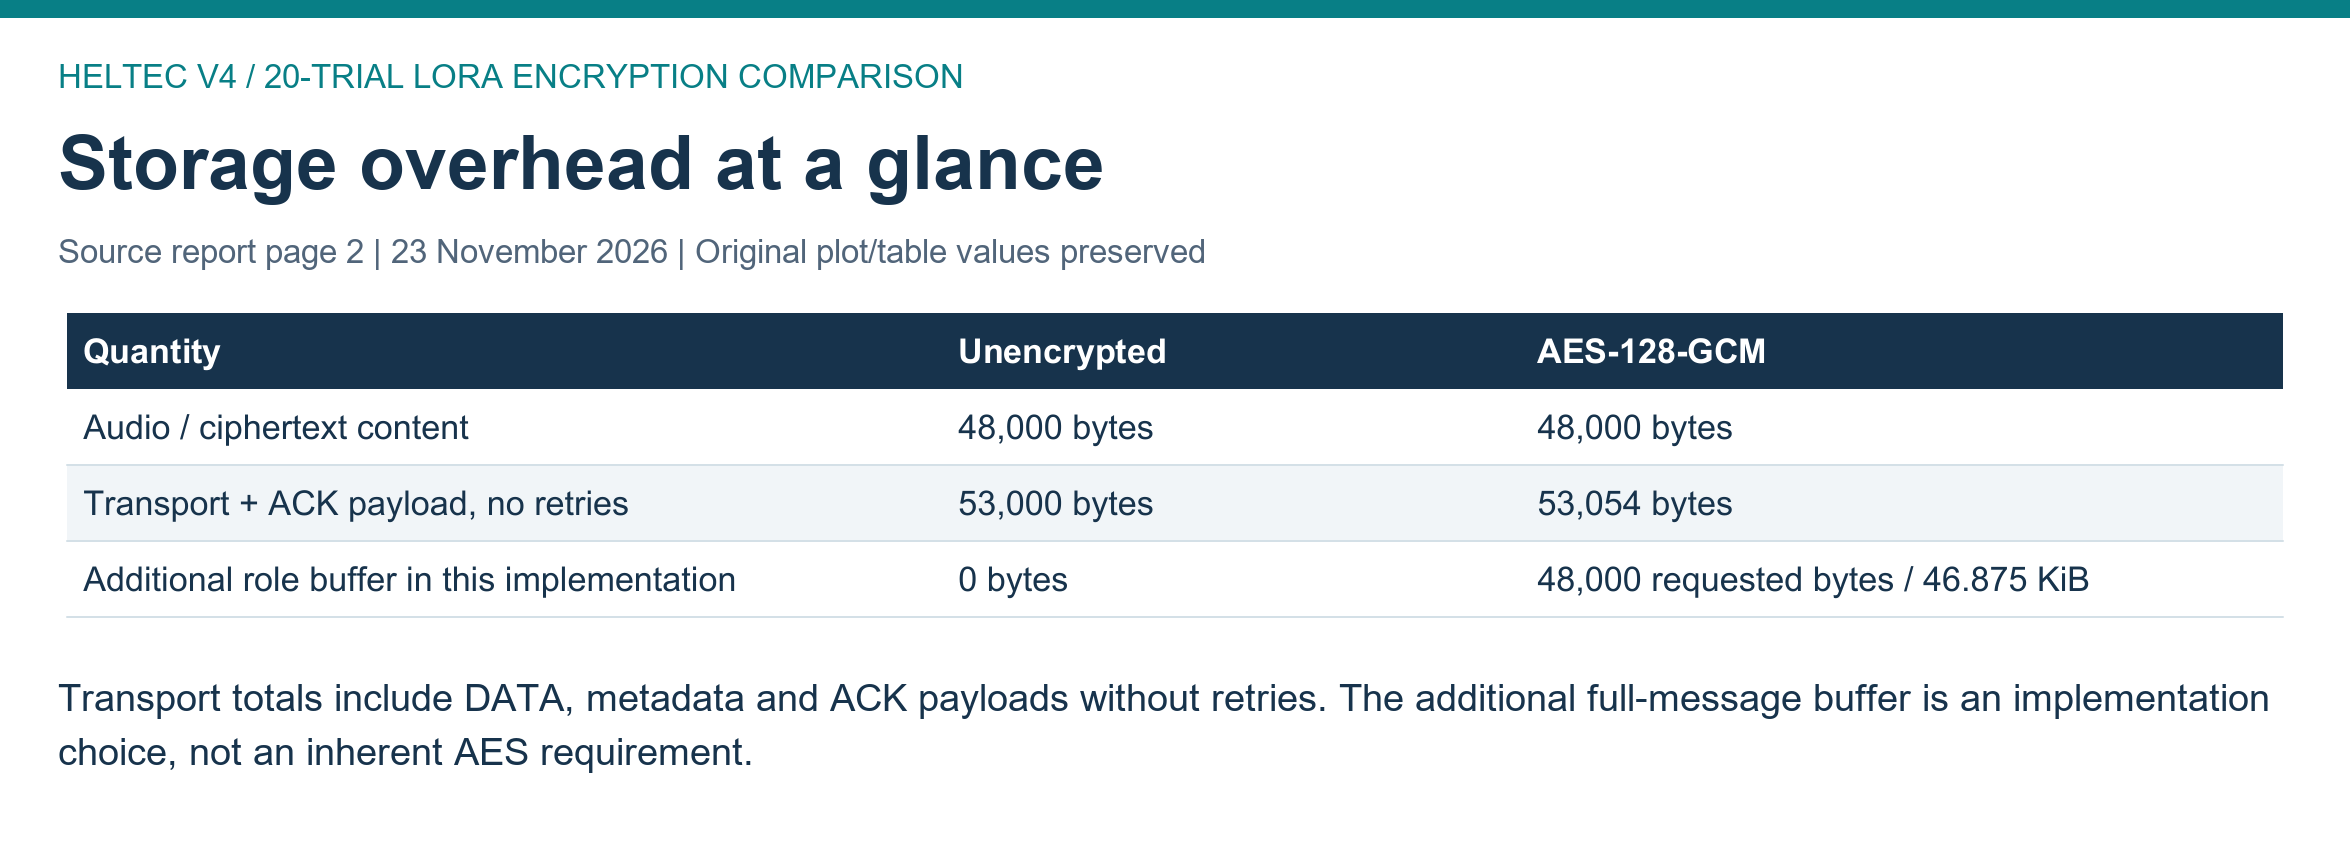 HELTEC V4 / 20-TRIAL LORA ENCRYPTION COMPARISON
Storage overhead at a glance
Source report page 2 | 23 November 2026 | Original plot/table values preserved
Quantity Unencrypted AES-128-GCM
Audio / ciphertext content 48,000 bytes 48,000 bytes
Transport + ACK payload, no retries 53,000 bytes 53,054 bytes
Additional role buffer in this implementation 0 bytes 48,000 requested bytes / 46.875 KiB
Transport totals include DATA, metadata and ACK payloads without retries. The additional full-message buffer is an implementation
choice, not an inherent AES requirement.